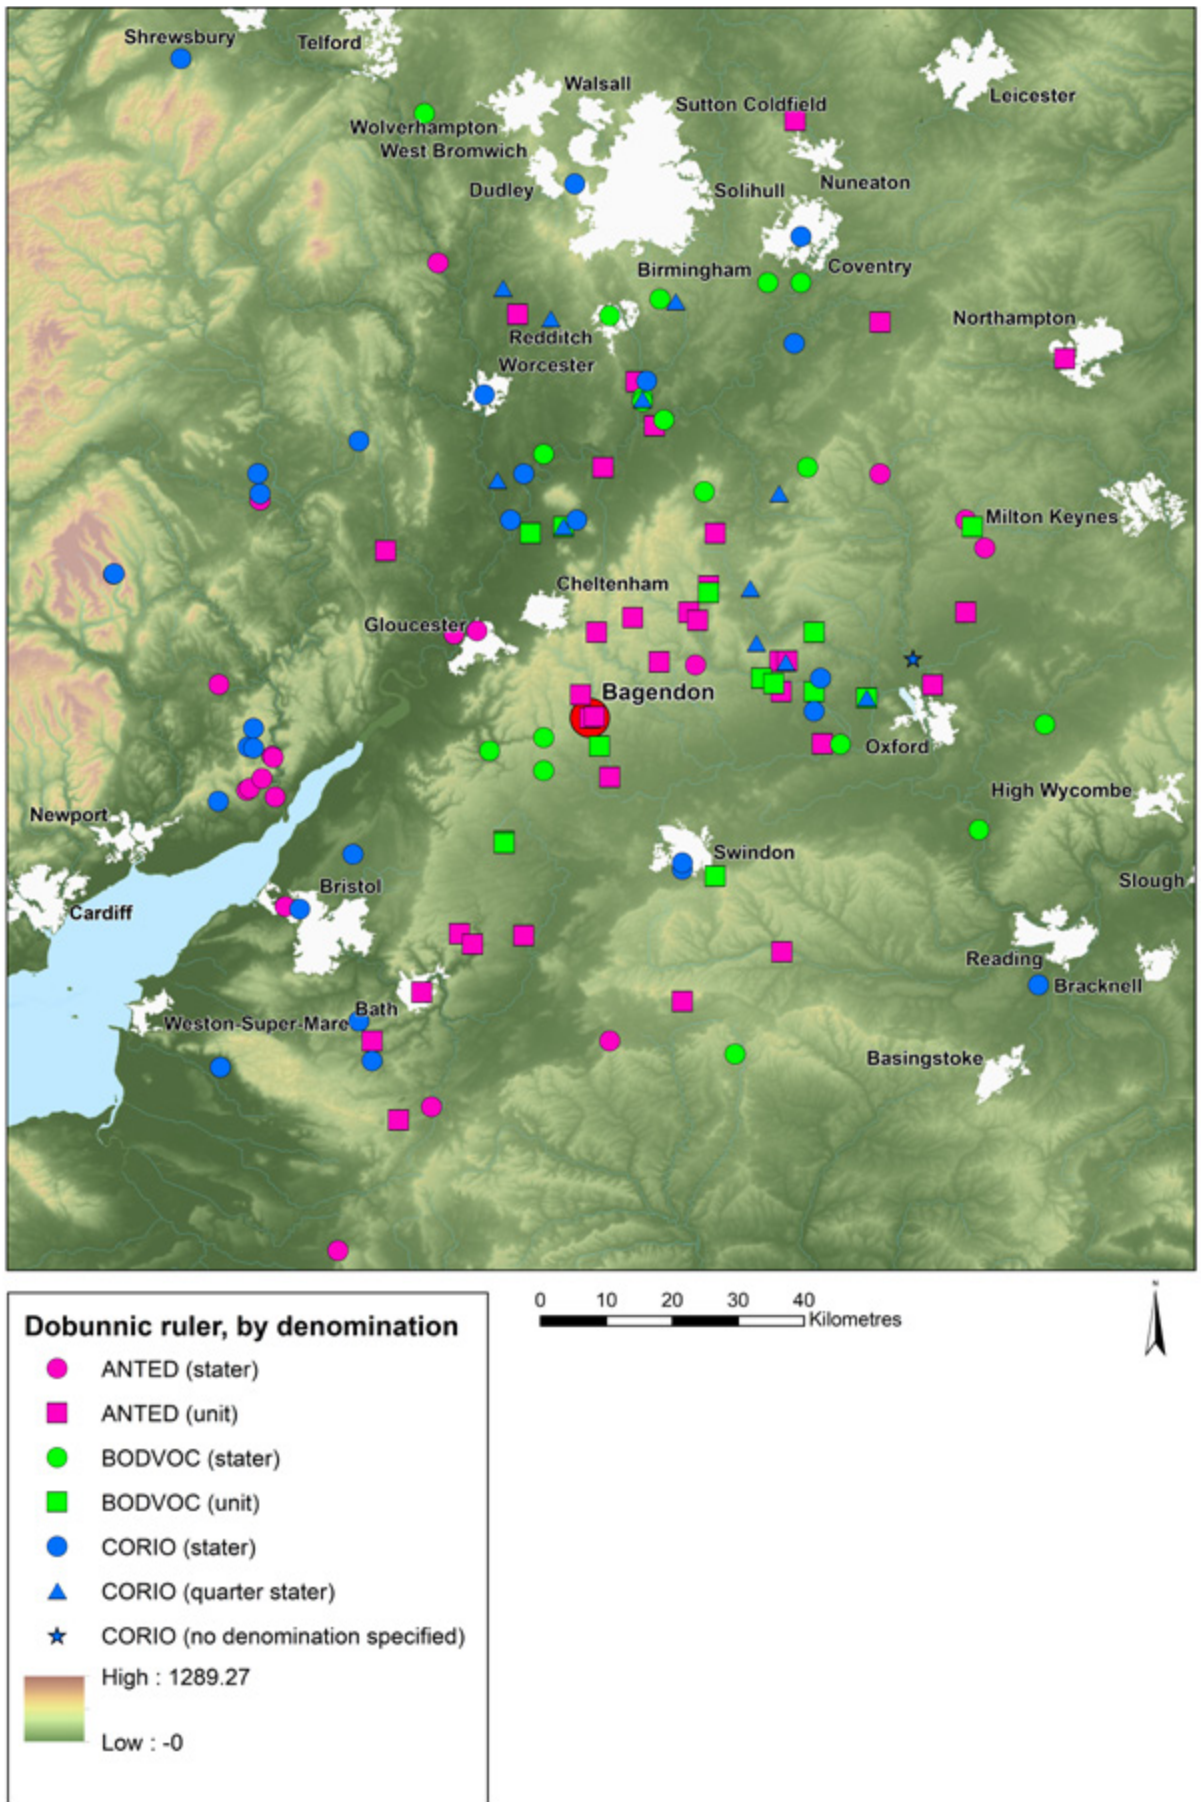 Shrewsbury
Telford
Walsall
Sutton Coldfield
Leicester
Wolverhampton
West Bromwich
Dudley
Solihull
Nuneaton
Birmingham
Coventry
Redditch
Northampton
Worcester
Milton Keynes
Cheltenham
Gloucester
Bagendon
Oxford
High Wycombe
Newport
Swindon
Slough
Bristol
Cardiff
Reading
Bracknell
Bath
Weston-Super-Mare
Basingstoke
0 10 20 30 40
Kilometres
N
Dobunnic ruler, by denomination
ANTED (stater)
ANTED (unit)
BODVOC (stater)
BODVOC (unit)
CORIO (stater)
CORIO (quarter stater)
CORIO (no denomination specified)
High : 1289.27
Low : -0